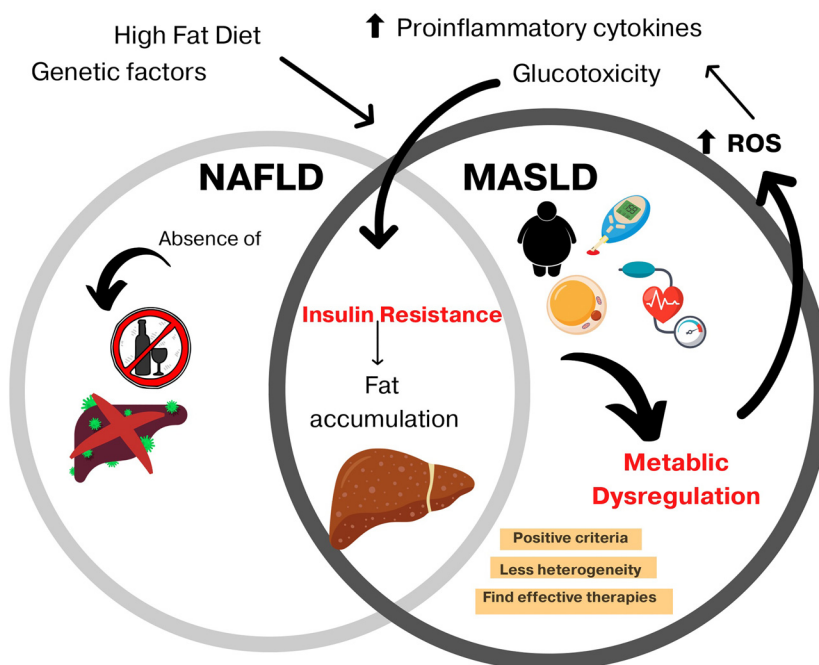 High Fat Diet
Genetic factors
⬆ Proinflammatory cytokines
Glucotoxicity
⬆ ROS
NAFLD
MASLD
Absence of
Insulin Resistance
Fat
accumulation
Metablic
Dysregulation
Positive criteria
Less heterogeneity
Find effective therapies